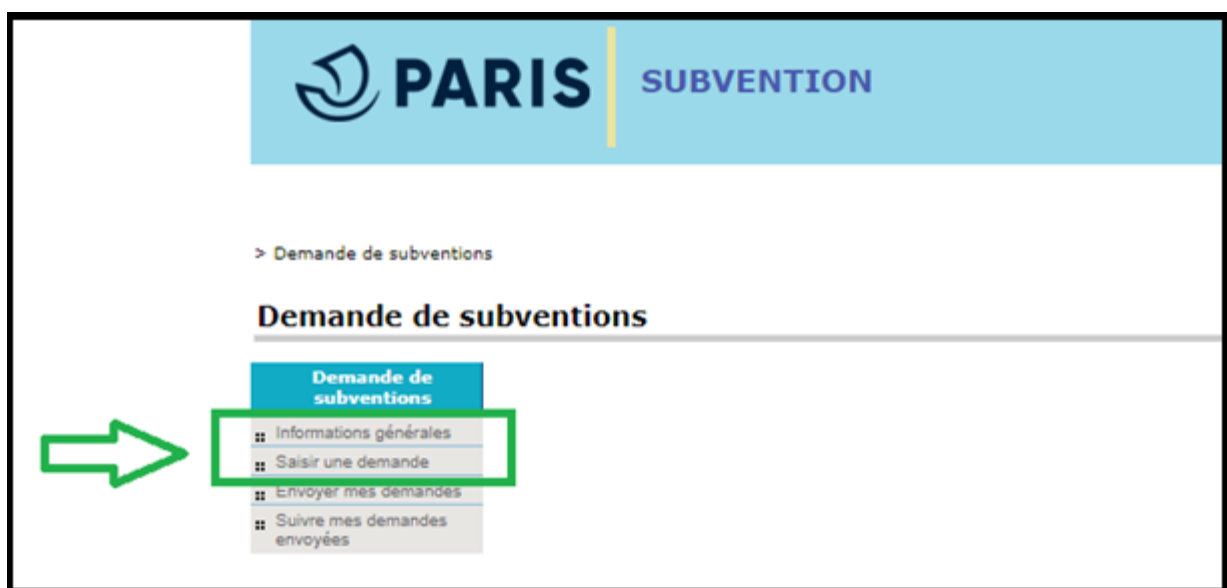 PARIS SUBVENTION
> Demande de subventions
Demande de subventions
Demande de
subventions
Informations générales
Saisir une demande
Envoyer mes demandes
Suivre mes demandes
envoyées